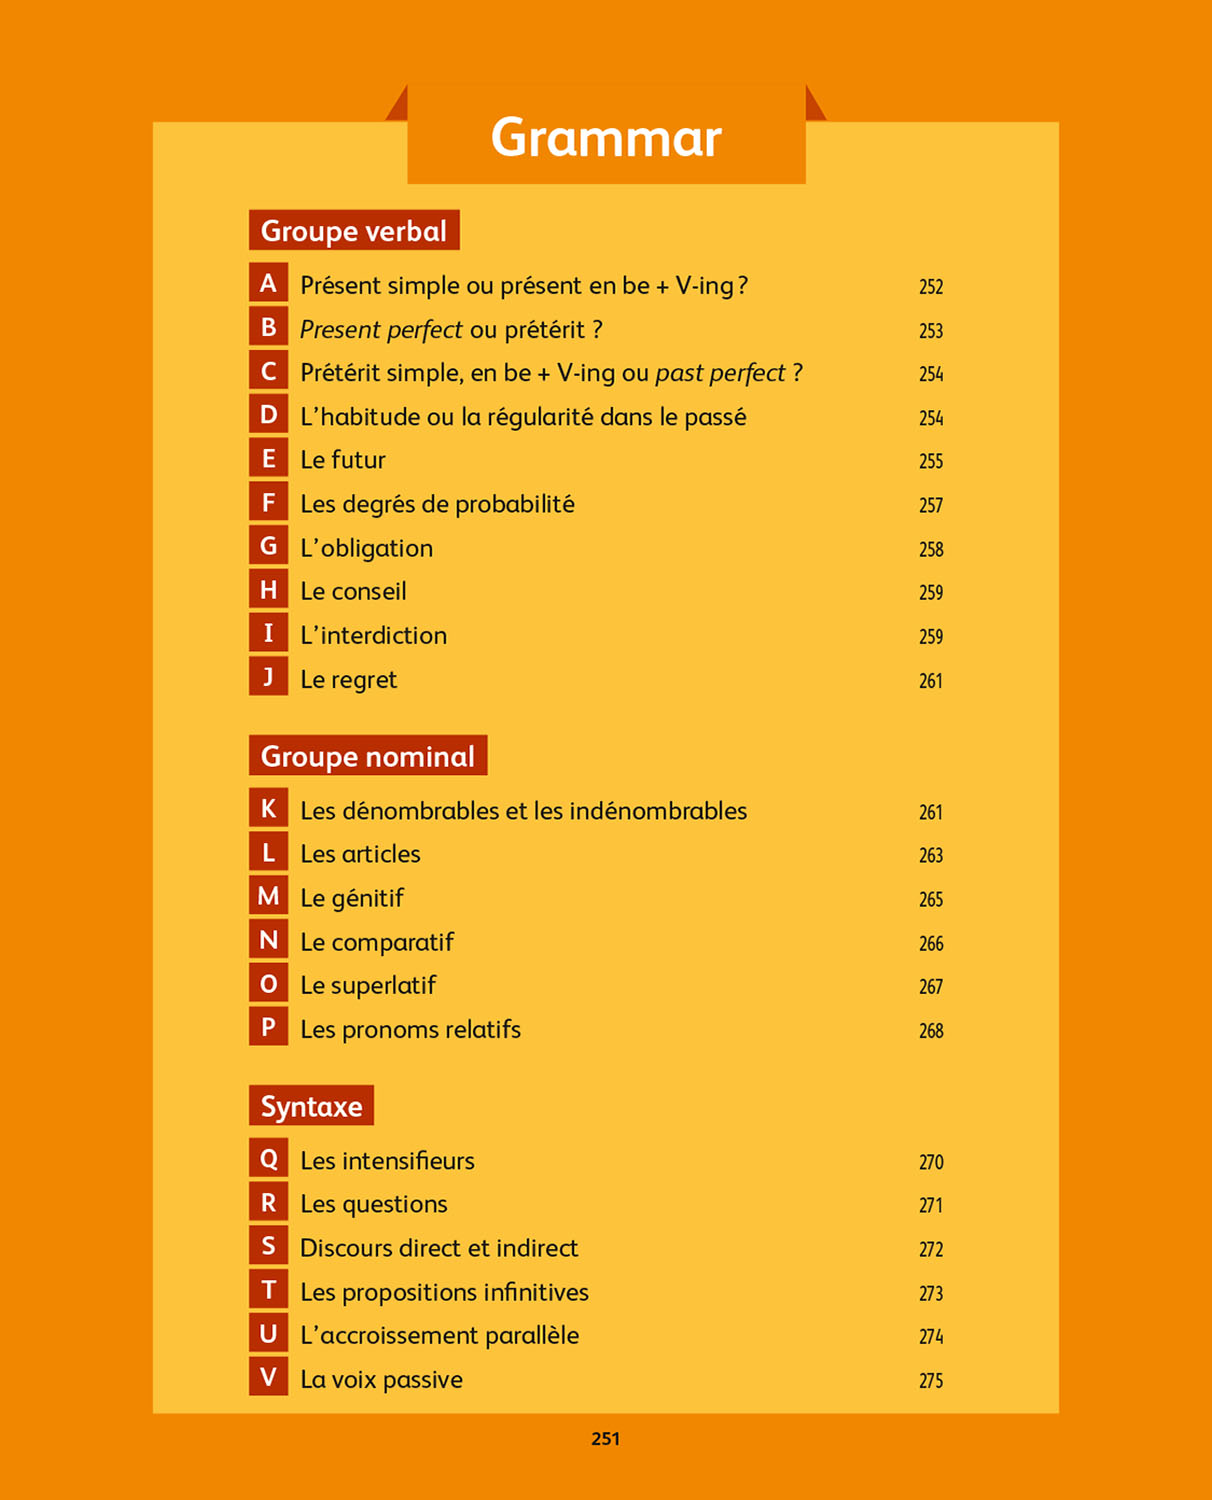 Grammar
Groupe verbal
A Présent simple ou présent en be + V-ing ? 252
B Present perfect ou prétérit ? 253
C Prétérit simple, en be + V-ing ou past perfect ? 254
D L’habitude ou la régularité dans le passé 254
E Le futur 255
F Les degrés de probabilité 257
G L’obligation 258
H Le conseil 259
I L’interdiction 259
J Le regret 261
Groupe nominal
K Les dénombrables et les indénombrables 261
L Les articles 263
M Le génitif 265
N Le comparatif 266
O Le superlatif 267
P Les pronoms relatifs 268
Syntaxe
Q Les intensifieurs 270
R Les questions 271
S Discours direct et indirect 272
T Les propositions infinitives 273
U L’accroissement parallèle 274
V La voix passive 275
251